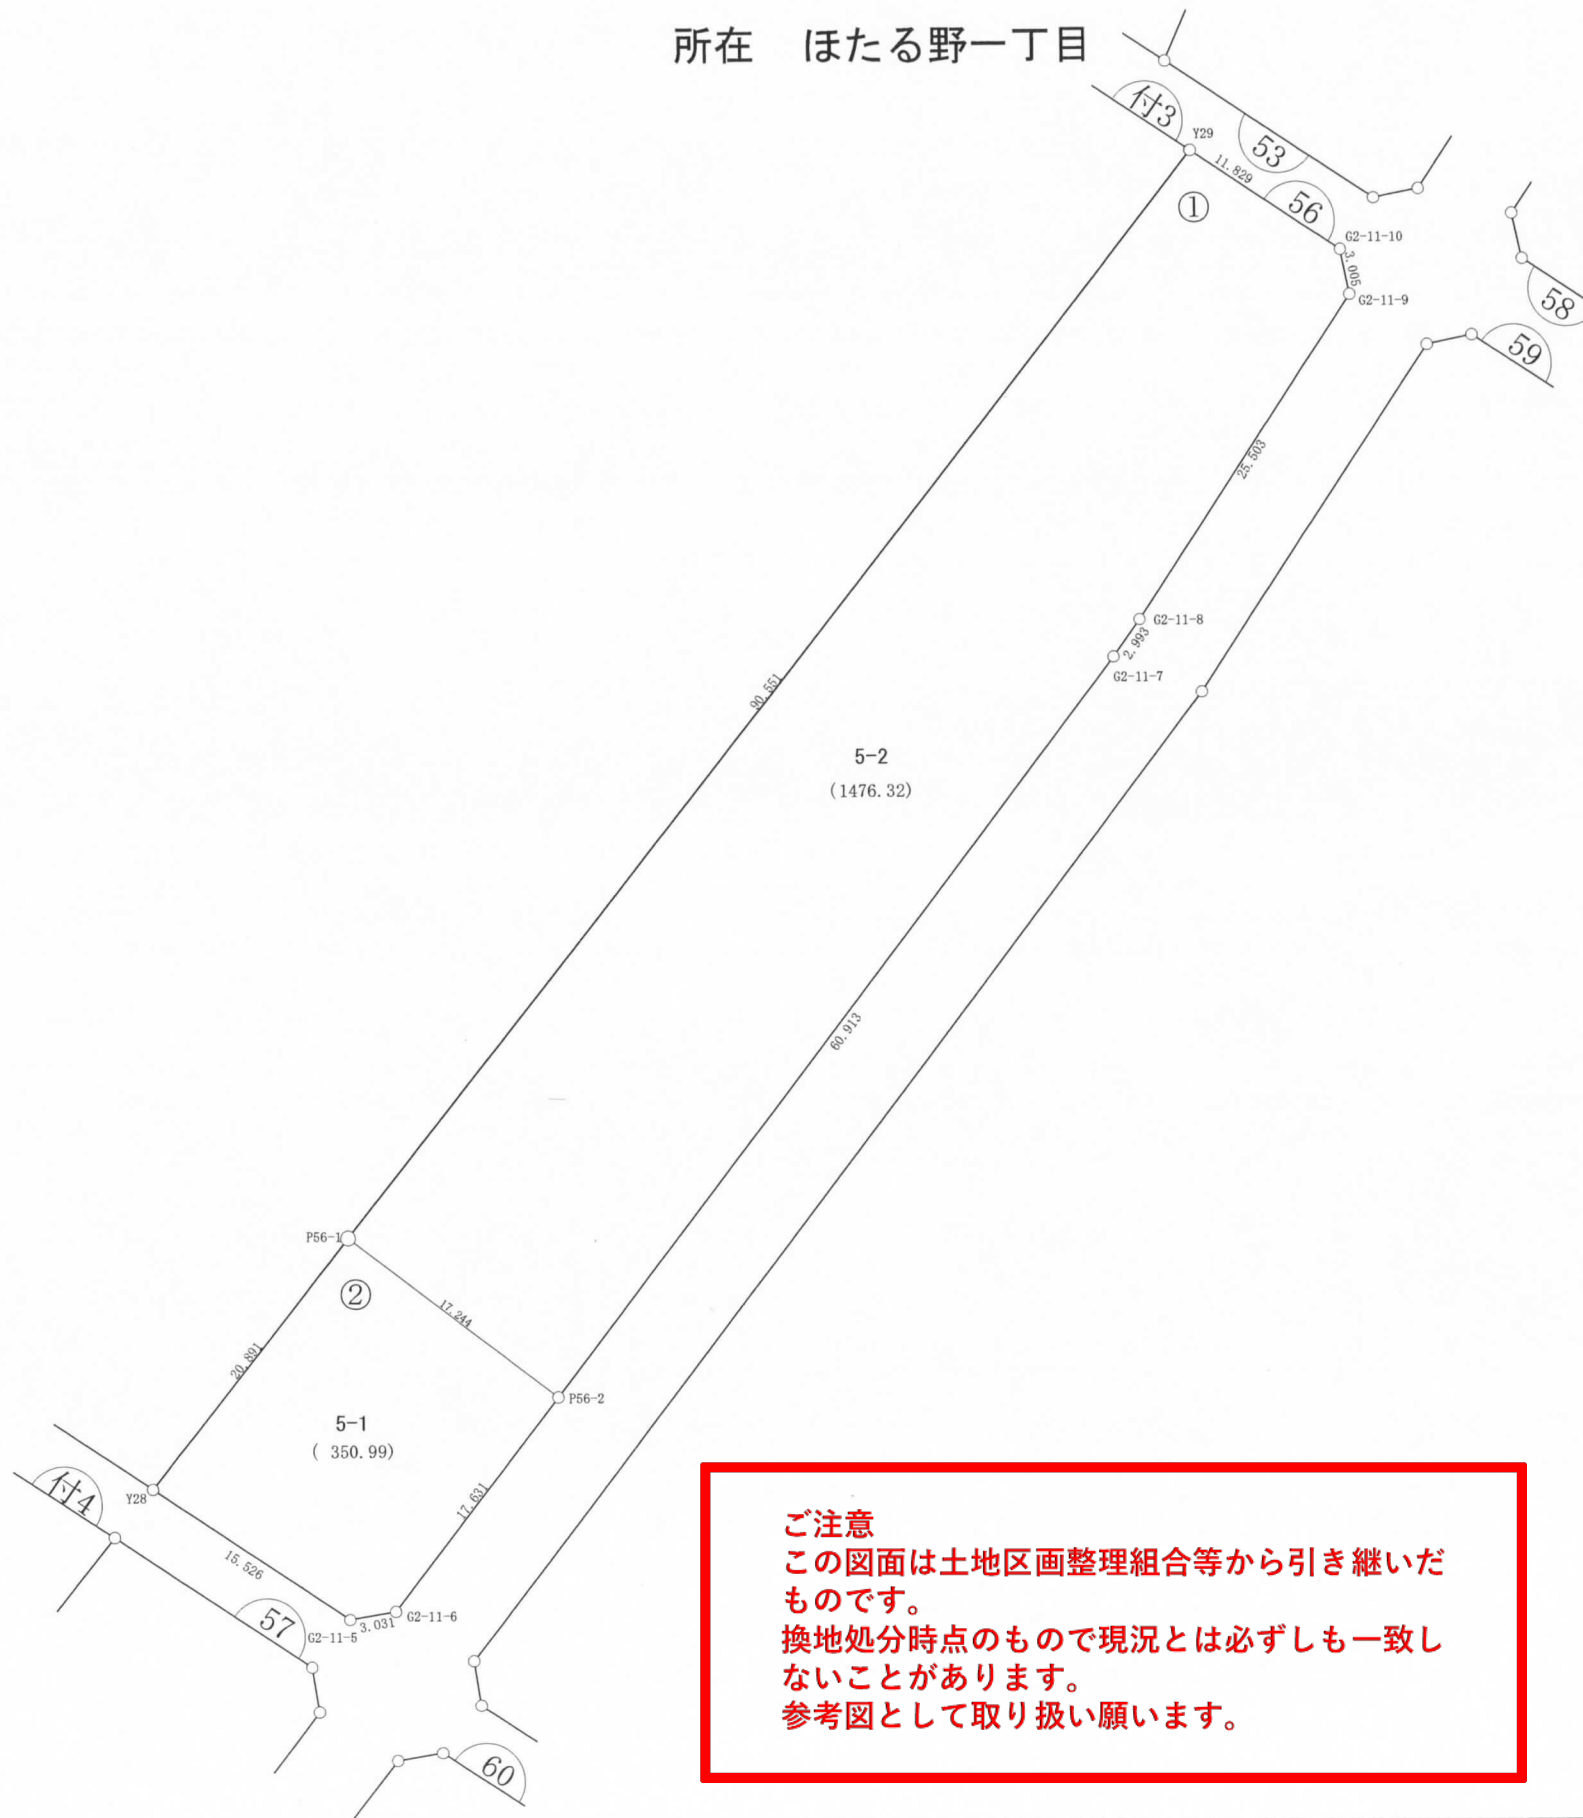 所在　ほたる野一丁目
付3
Y29
53
11.829
①
56
G2-11-10
3.005
G2-11-9
58
59
25.503
G2-11-8
2.993
G2-11-7
90.551
5-2
(1476.32)
60.913
P56-1
②
17.244
20.891
P56-2
5-1
( 350.99)
付4
Y28
17.631
15.526
57
G2-11-5
3.031
G2-11-6
60
ご注意
この図面は土地区画整理組合等から引き継いだ
ものです。
換地処分時点のもので現況とは必ずしも一致し
ないことがあります。
参考図として取り扱い願います。